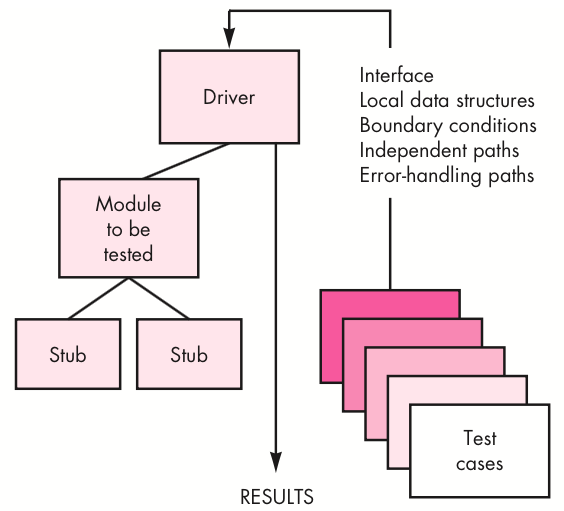 Driver
Interface
Local data structures
Boundary conditions
Independent paths
Error-handling paths
Module
to be
tested
Stub
Stub
Test
cases
RESULTS